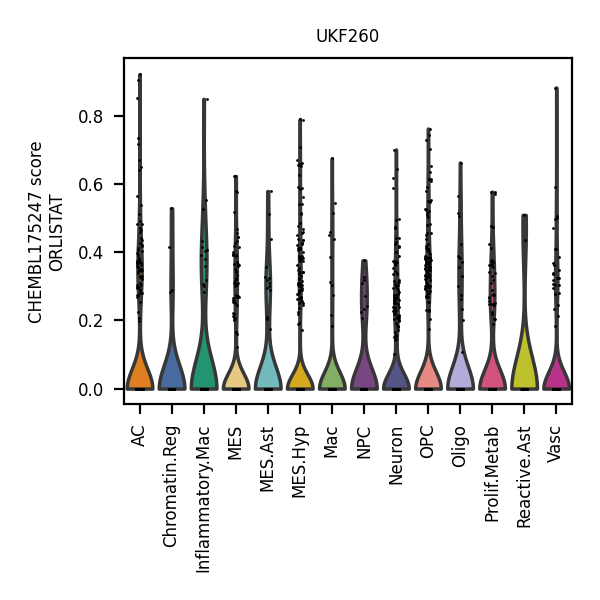 UKF260
CHEMBL175247 score
ORLISTAT
0.8
0.6
0.4
0.2
0.0
AC
Chromatin.Reg
Inflammatory.Mac
MES
MES.Ast
MES.Hyp
Mac
NPC
Neuron
OPC
Oligo
Prolif.Metab
Reactive.Ast
Vasc